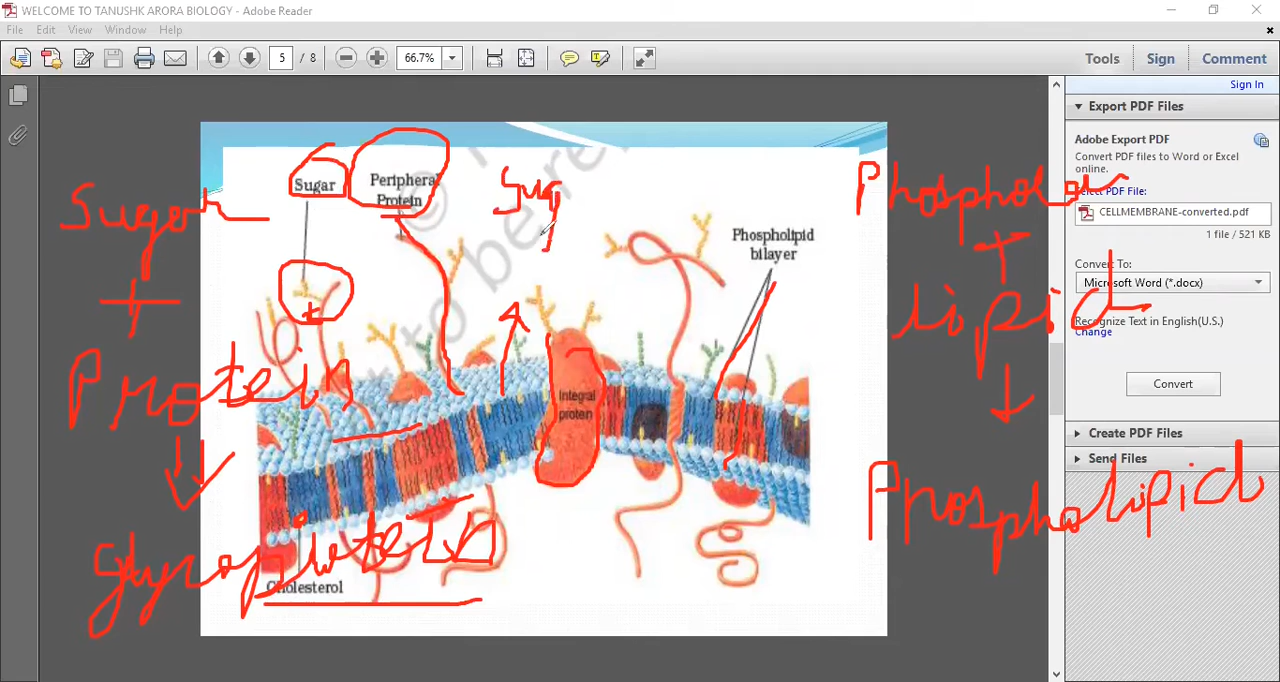 WELCOME TO TANUSHK ARORA BIOLOGY - Adobe Reader
File Edit View Window Help
5 / 8 66.7% Tools Sign Comment
Sign In
Export PDF Files
Adobe Export PDF
Convert PDF files to Word or Excel
online.
Select PDF File:
CELLMEMBRANE-converted.pdf
1 file / 521 KB
Convert To:
Microsoft Word (*.docx)
Recognize Text in English(U.S.)
Change
Convert
Create PDF Files
Send Files
Sugar
Peripheral
Protein
Phospholipid
bilayer
Integral
protein
Cholesterol
©
to be re
Sugar
+
Protein
Glycoprotein
Sug
+
lipid
Phospholipid